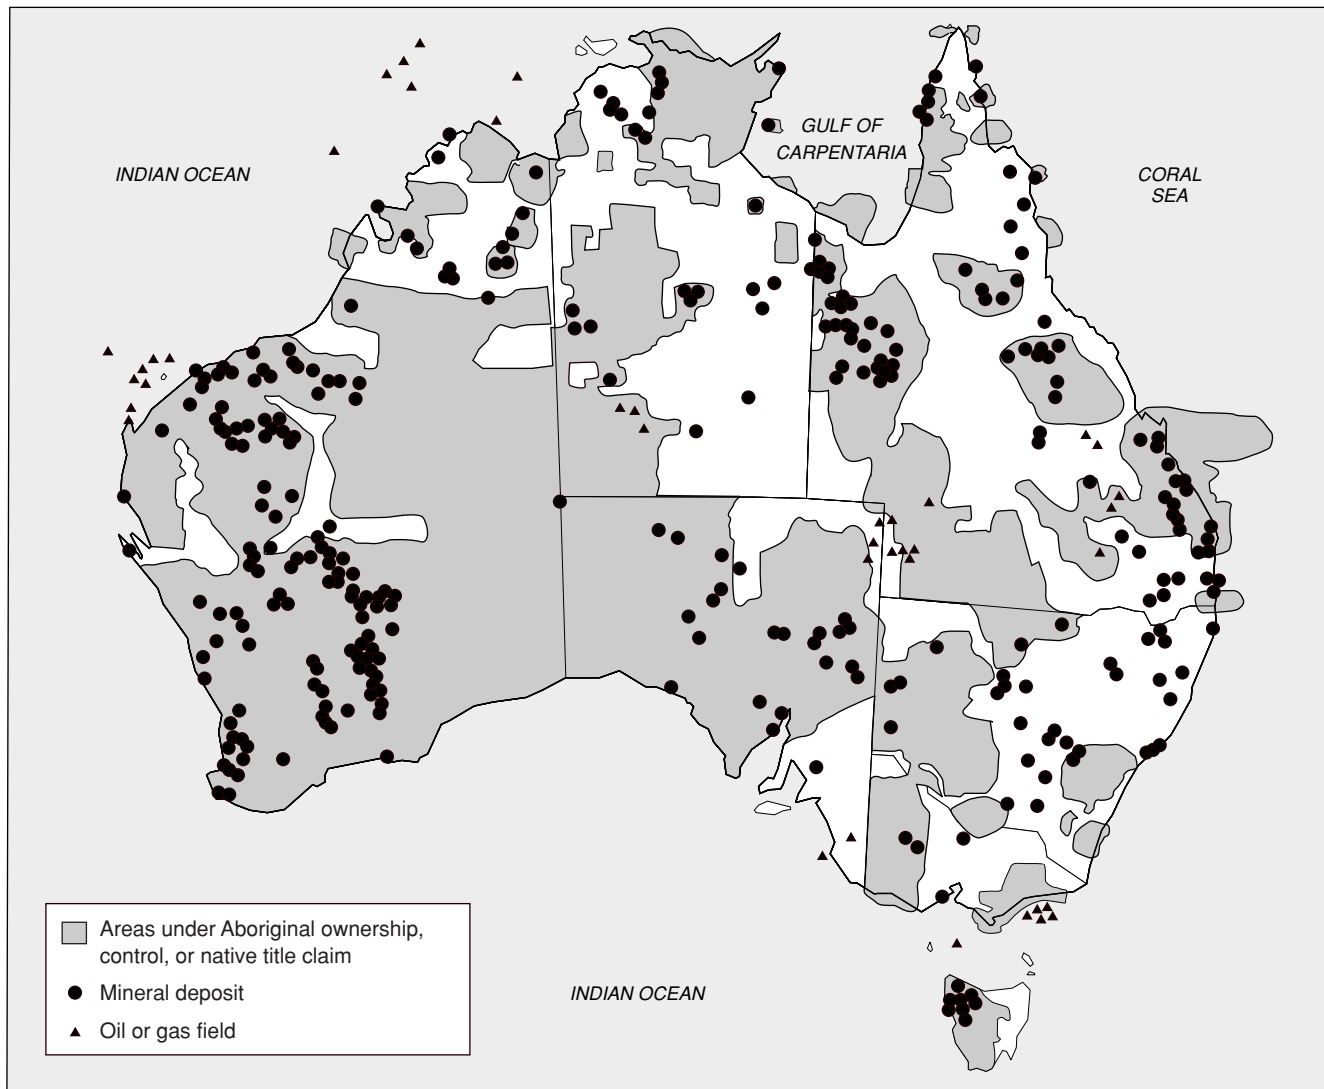 INDIAN OCEAN
GULF OF
CARPENTARIA
CORAL
SEA
Areas under Aboriginal ownership,
control, or native title claim
Mineral deposit
Oil or gas field
INDIAN OCEAN